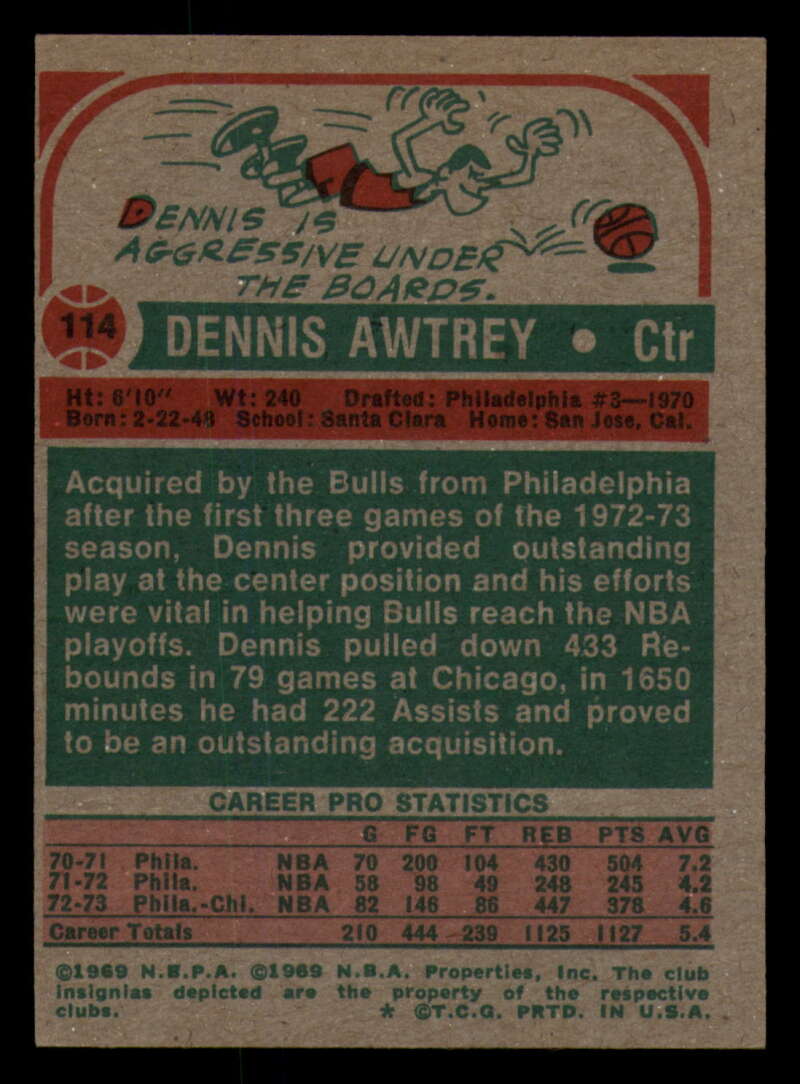 DENNIS IS
AGGRESSIVE UNDER
THE BOARDS.
114 DENNIS AWTREY • Ctr
Ht: 6'10" Wt: 240 Drafted: Philadelphia #3—1970
Born: 2-22-48 School: Santa Clara Home: San Jose, Cal.
Acquired by the Bulls from Philadelphia
after the first three games of the 1972-73
season, Dennis provided outstanding
play at the center position and his efforts
were vital in helping Bulls reach the NBA
playoffs. Dennis pulled down 433 Re-
bounds in 79 games at Chicago, in 1650
minutes he had 222 Assists and proved
to be an outstanding acquisition.
CAREER PRO STATISTICS
G FG FT REB PTS AVG
70-71 Phila. NBA 70 200 104 430 504 7.2
71-72 Phila. NBA 58 98 49 248 245 4.2
72-73 Phila.-Chi. NBA 82 146 86 447 378 4.6
Career Totals 210 444 239 1125 1127 5.4
©1969 N.B.P.A. ©1969 N.B.A. Properties, Inc. The club
insignias depicted are the property of the respective
clubs. * ©T.C.G. PRTD. IN U.S.A.